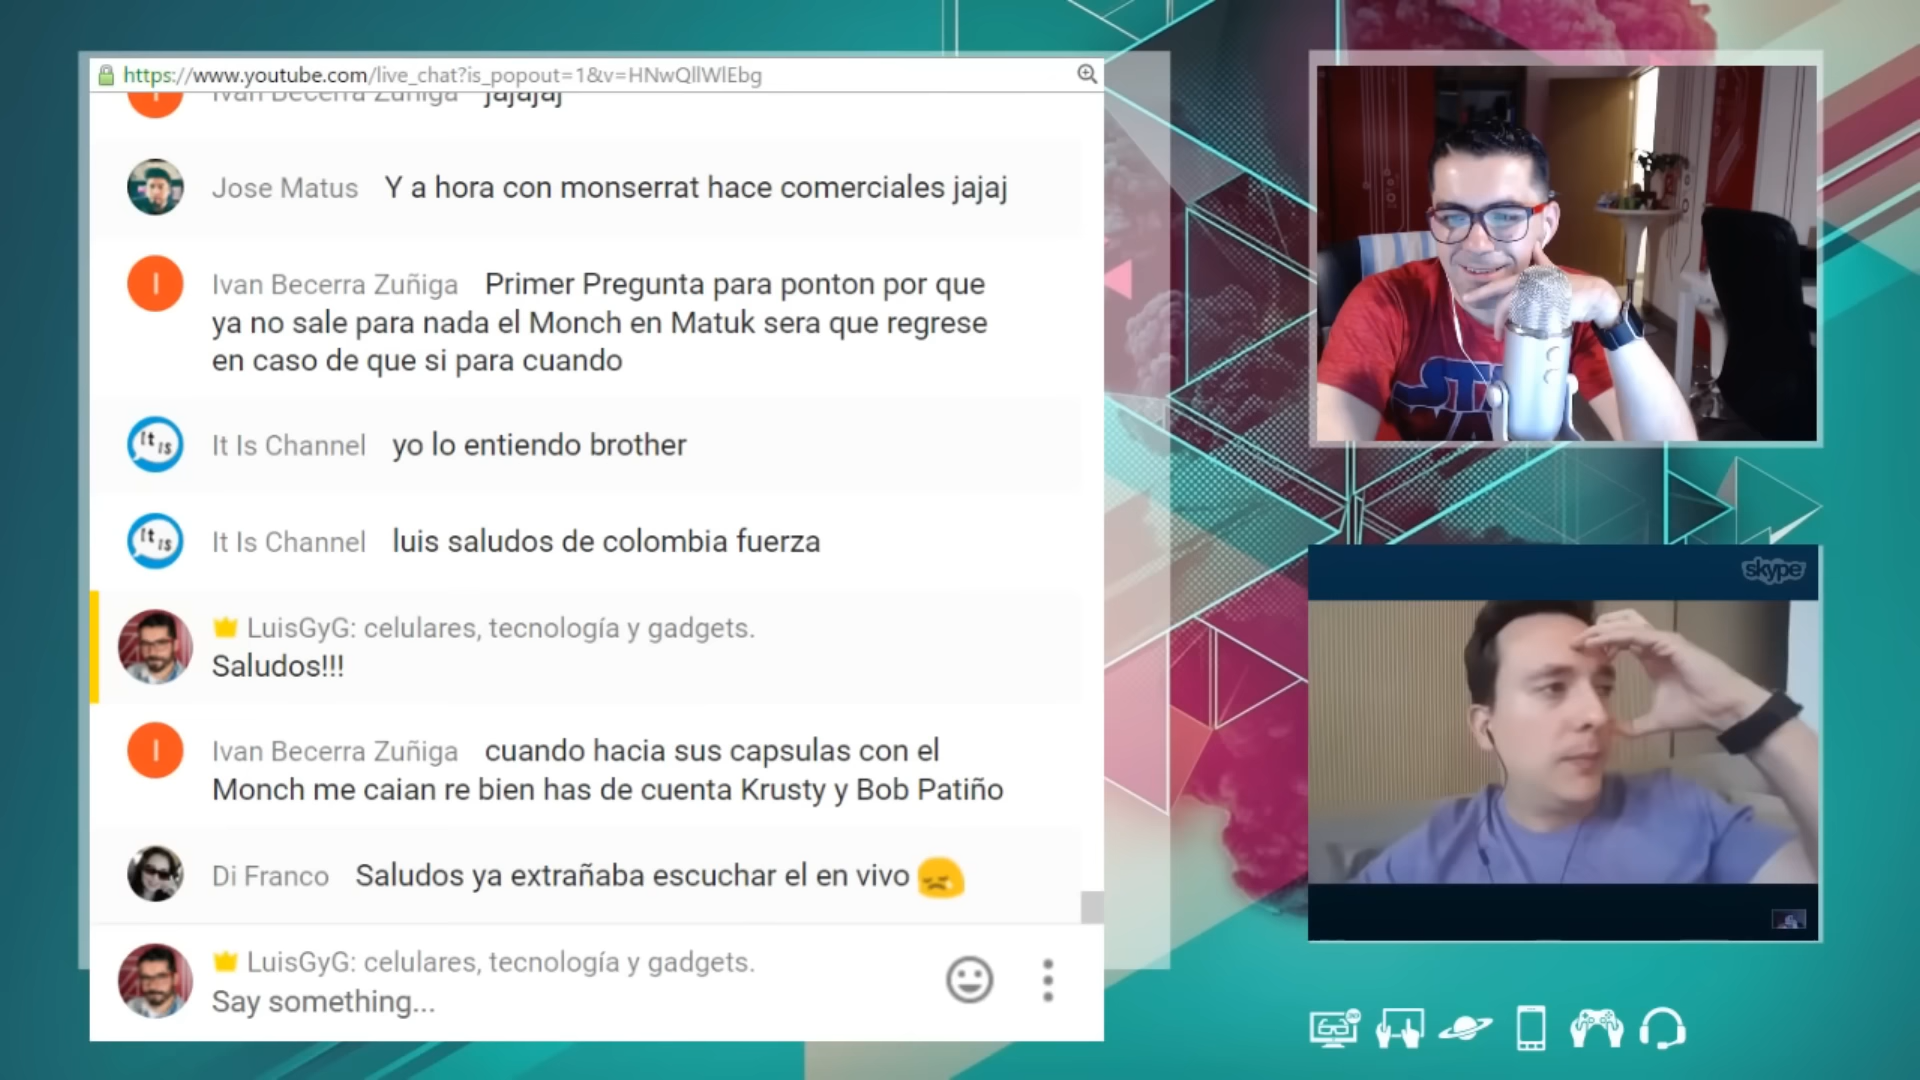 https://www.youtube.com/live_chat?is_popout=1&v=HNwQllWlEbg
Ivan Becerra Zuñiga jajajaj
Jose Matus Y a hora con monserrat hace comerciales jajaj
Ivan Becerra Zuñiga Primer Pregunta para ponton por que
ya no sale para nada el Monch en Matuk sera que regrese
en caso de que si para cuando
It Is Channel yo lo entiendo brother
It Is Channel luis saludos de colombia fuerza
LuisGyG: celulares, tecnología y gadgets.
Saludos!!!
Ivan Becerra Zuñiga cuando hacia sus capsulas con el
Monch me caian re bien has de cuenta Krusty y Bob Patiño
Di Franco Saludos ya extrañaba escuchar el en vivo
LuisGyG: celulares, tecnología y gadgets.
Say something...
skype